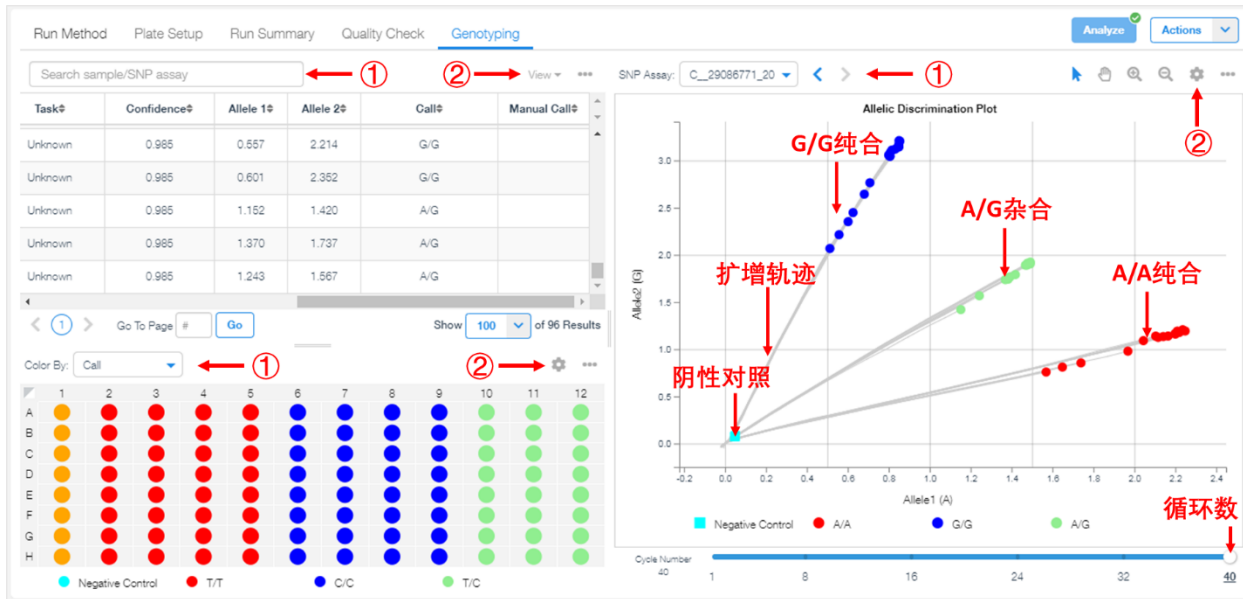 Run Method Plate Setup Run Summary Quality Check Genotyping
Analyze Actions
Search sample/SNP assay ① ② View
Task Confidence Allele 1 Allele 2 Call Manual Call
Unknown 0.985 0.557 2.214 G/G
Unknown 0.985 0.601 2.352 G/G
Unknown 0.985 1.152 1.420 A/G
Unknown 0.985 1.370 1.737 A/G
Unknown 0.985 1.243 1.567 A/G
1 Go To Page # Go Show 100 of 96 Results
Color By: Call ① ②
1 2 3 4 5 6 7 8 9 10 11 12
A
B
C
D
E
F
G
H
Negative Control T/T C/C T/C
SNP Assay: C__29086771_20 ①
②
Allelic Discrimination Plot
G/G纯合
A/G杂合
A/A纯合
扩增轨迹
阴性对照
Allele2 (G)
3.0
2.5
2.0
1.5
1.0
0.5
0.0
-0.2 0.0 0.2 0.4 0.6 0.8 1.0 1.2 1.4 1.6 1.8 2.0 2.2 2.4
Allele1 (A)
Negative Control A/A G/G A/G
循环数
Cycle Number
40
1 8 16 24 32 40